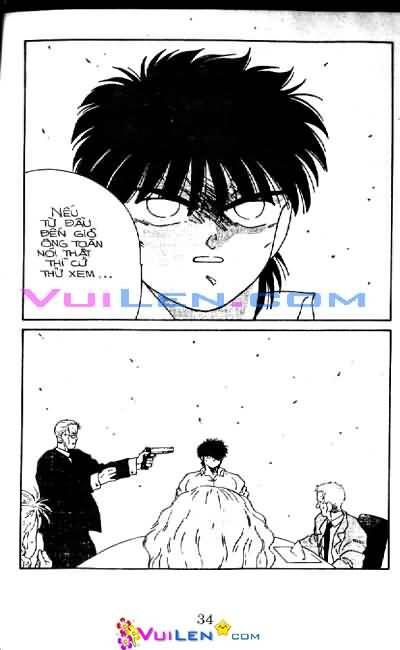 NẾU
TỪ ĐẦU
ĐẾN GIỜ
ÔNG TOÀN
NÓI THẬT
THÌ CỨ
THỬ XEM...
VuiLen.com
34
VuiLen.com